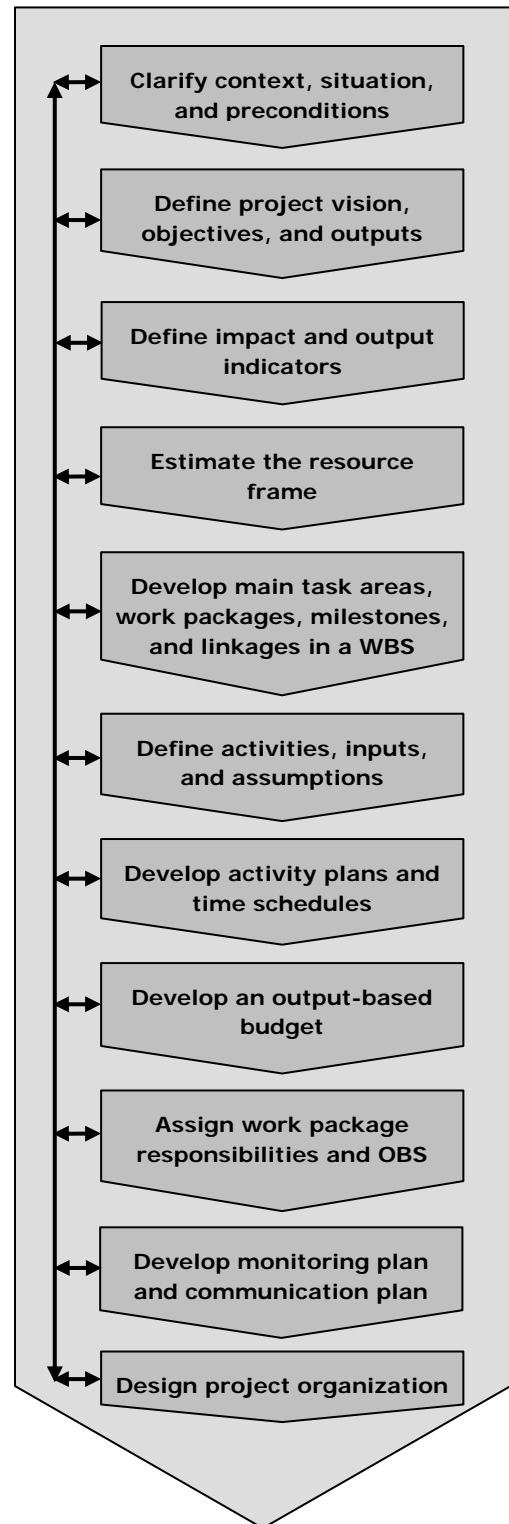 Clarify context, situation,
and preconditions
Define project vision,
objectives, and outputs
Define impact and output
indicators
Estimate the resource
frame
Develop main task areas,
work packages, milestones,
and linkages in a WBS
Define activities, inputs,
and assumptions
Develop activity plans and
time schedules
Develop an output-based
budget
Assign work package
responsibilities and OBS
Develop monitoring plan
and communication plan
Design project organization